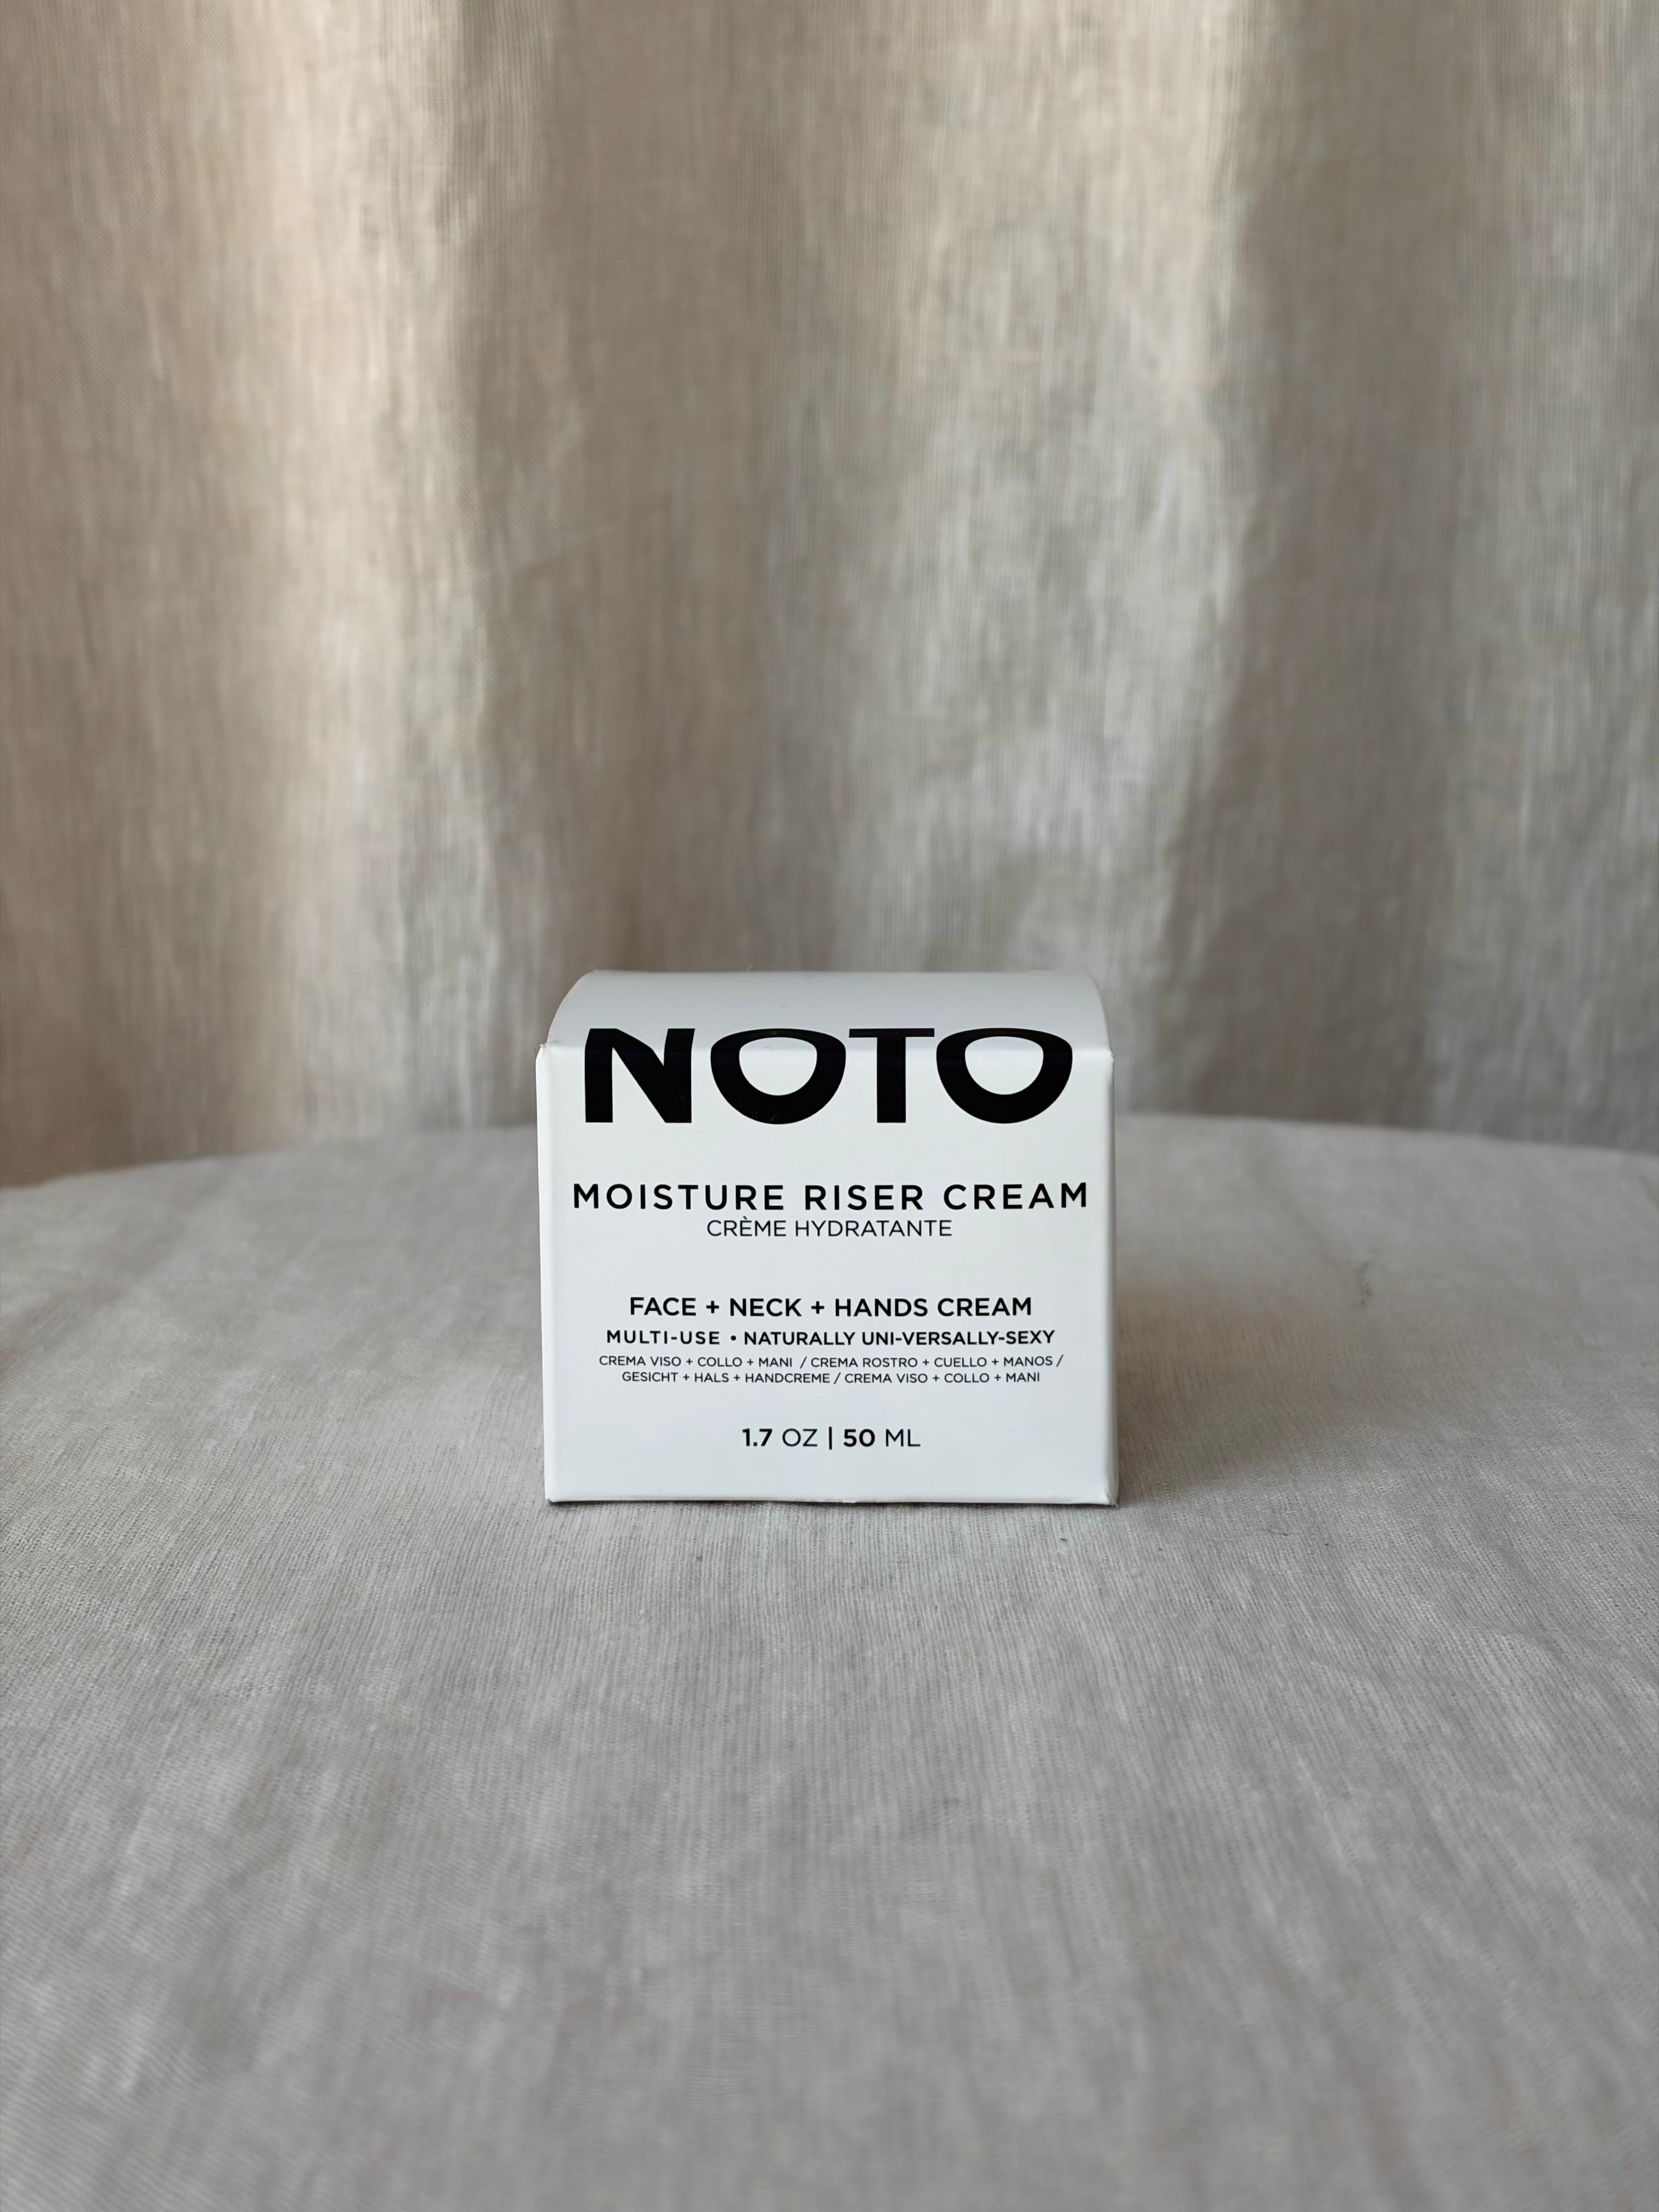 NOTO
MOISTURE RISER CREAM
CRÈME HYDRATANTE
FACE + NECK + HANDS CREAM
MULTI-USE • NATURALLY UNI-VERSALLY-SEXY
CREMA VISO + COLLO + MANI / CREMA ROSTRO + CUELLO + MANOS /
GESICHT + HALS + HANDCREME / CREMA VISO + COLLO + MANI
1.7 OZ | 50 ML